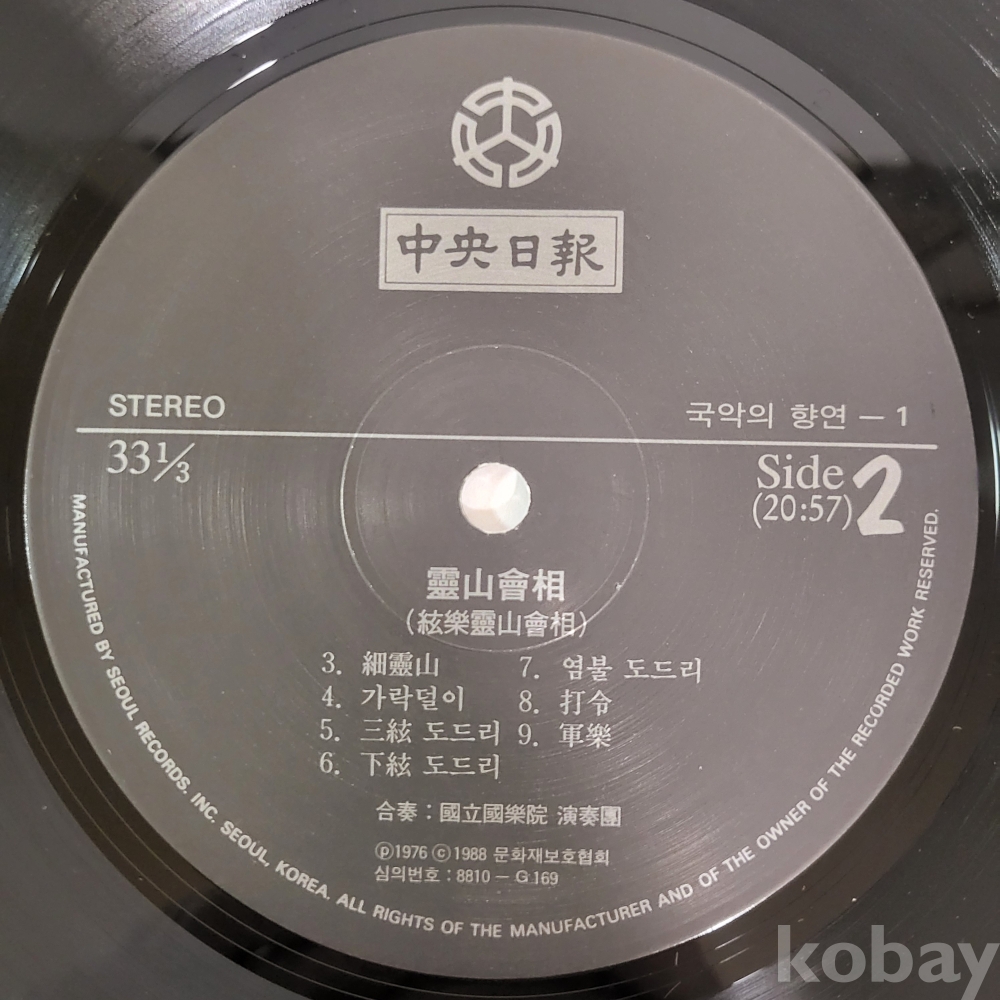 中央日報
STEREO
국악의 향연 — 1
33⅓
Side 2
(20:57)
靈山會相
(絃樂靈山會相)
3. 細靈山
4. 가락덜이
5. 三絃 도드리
6. 下絃 도드리
7. 염불 도드리
8. 打令
9. 軍樂
合奏 : 國立國樂院 演奏團
ⓟ1976 ⓒ1988 문화재보호협회
심의번호 : 8810 — G 169
MANUFACTURED BY SEOUL RECORDS. INC. SEOUL, KOREA. ALL RIGHTS OF THE MANUFACTURER AND OF THE OWNER OF THE RECORDED WORK RESERVED.
kobay